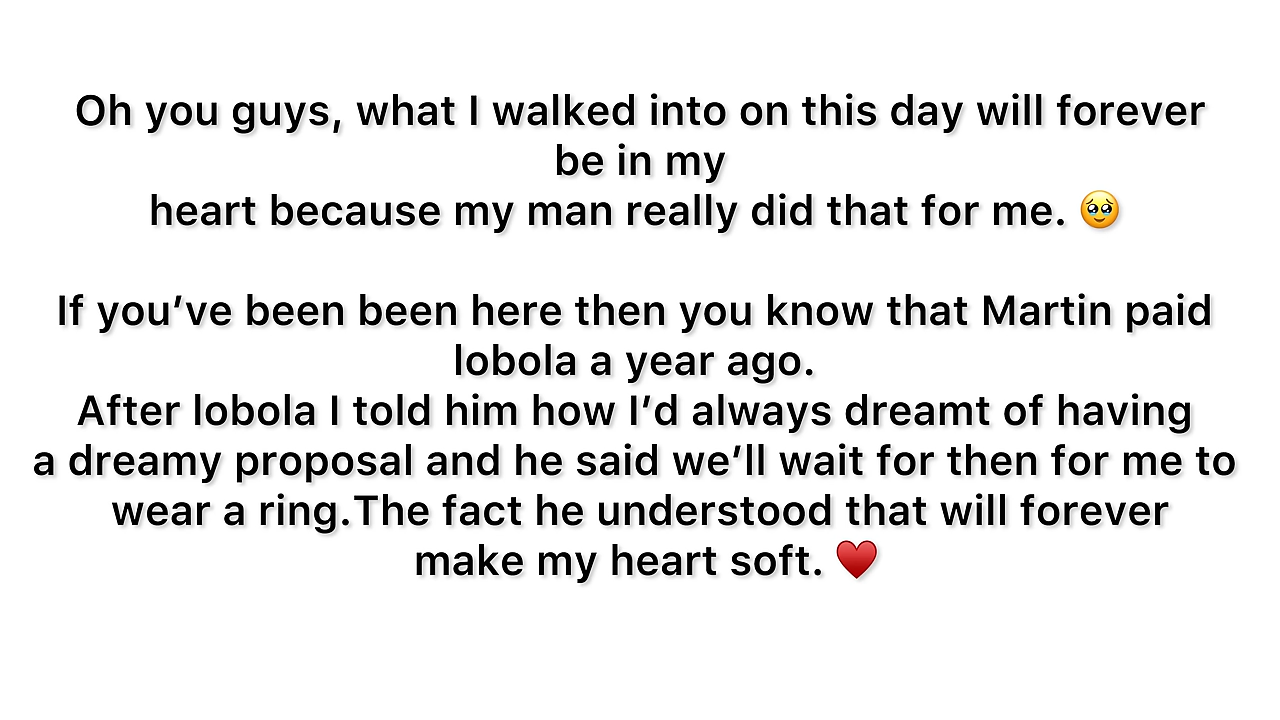 Oh you guys, what I walked into on this day will forever
be in my
heart because my man really did that for me. 🥹
If you’ve been been here then you know that Martin paid
lobola a year ago.
After lobola I told him how I’d always dreamt of having
a dreamy proposal and he said we’ll wait for then for me to
wear a ring.The fact he understood that will forever
make my heart soft. ♥️